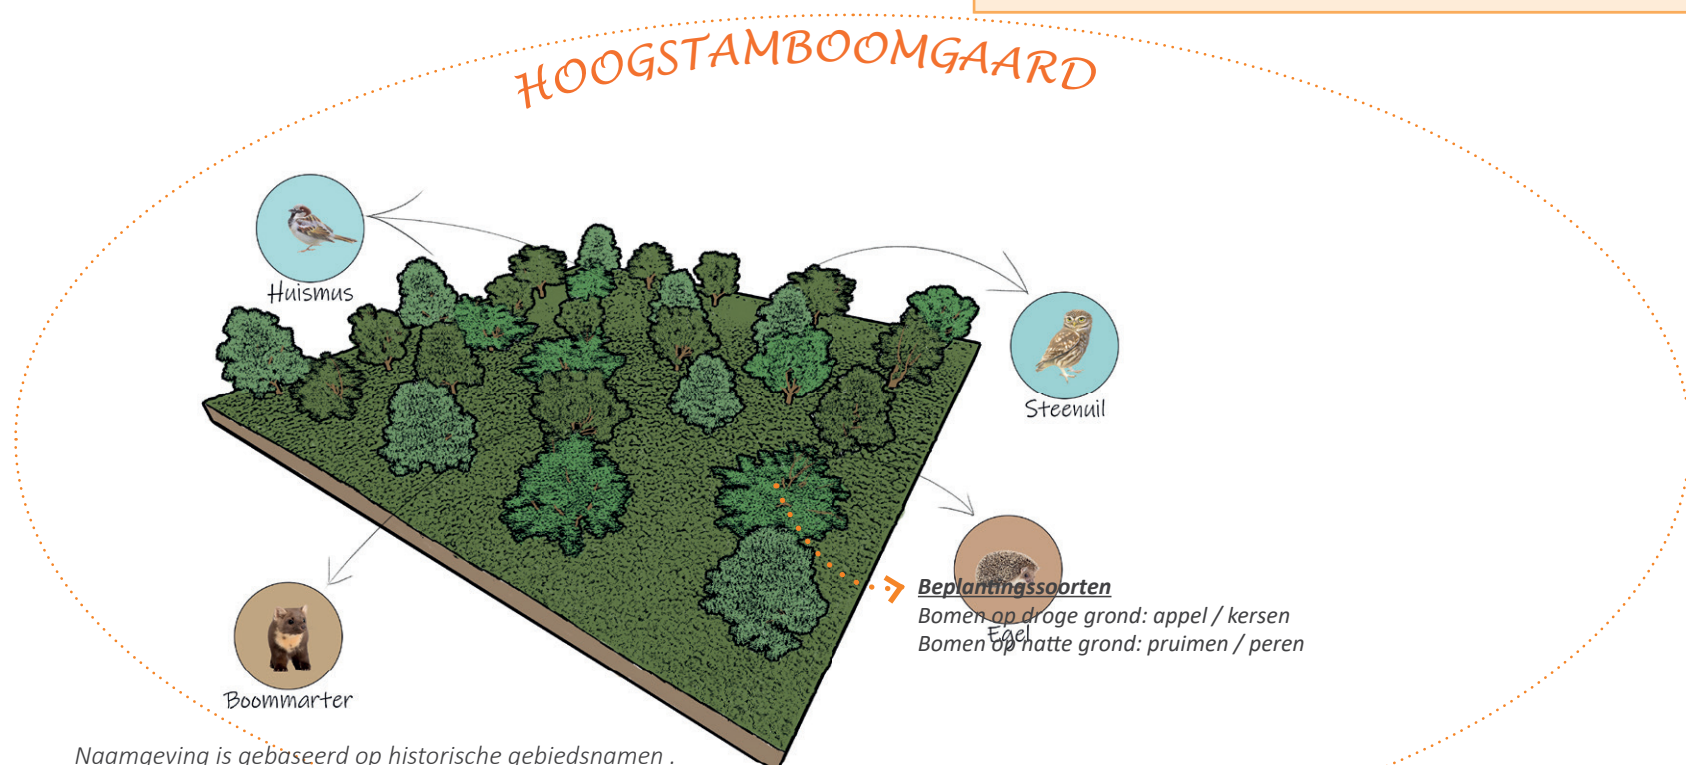 HOOGSTAMBOOMGAARD
Huismus
Steenuil
Beplantingssoorten
Bomen op droge grond: appel / kersen
Egel
Bomen op natte grond: pruimen / peren
Boommarter
Naamgeving is gebaseerd op historische gebiedsnamen .